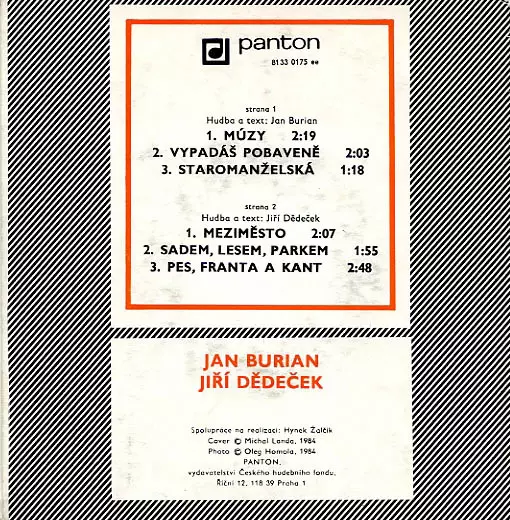 panton
8133 0175 ee
strana 1
Hudba a text: Jan Burian
1. MÚZY 2:19
2. VYPADÁŠ POBAVENĚ 2:03
3. STAROMANŽELSKÁ 1:18
strana 2
Hudba a text: Jiří Dědeček
1. MEZIMĚSTO 2:07
2. SADEM, LESEM, PARKEM 1:55
3. PES, FRANTA A KANT 2:48
JAN BURIAN
JIŘÍ DĚDEČEK
Spolupráce na realizaci: Hynek Žalčík
Cover © Michal Landa, 1984
Photo © Oleg Homola, 1984
PANTON,
vydavatelství Českého hudebního fondu,
Říční 12, 118 39 Praha 1